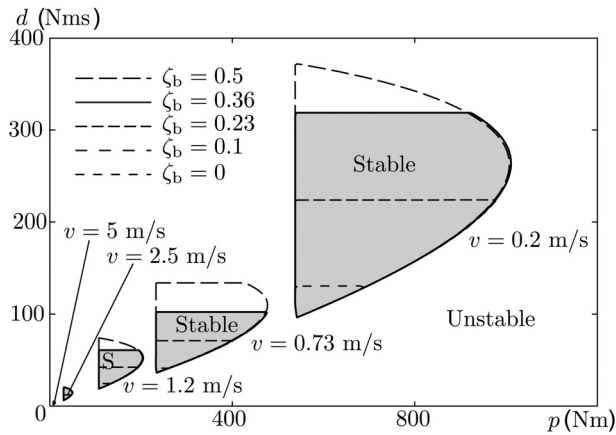 d (Nms)
400
300
200
100
0
ζb = 0.5
ζb = 0.36
ζb = 0.23
ζb = 0.1
ζb = 0
v = 5 m/s
v = 2.5 m/s
Stable
v = 0.2 m/s
Stable
v = 0.73 m/s
Unstable
S
v = 1.2 m/s
400
800
p (Nm)